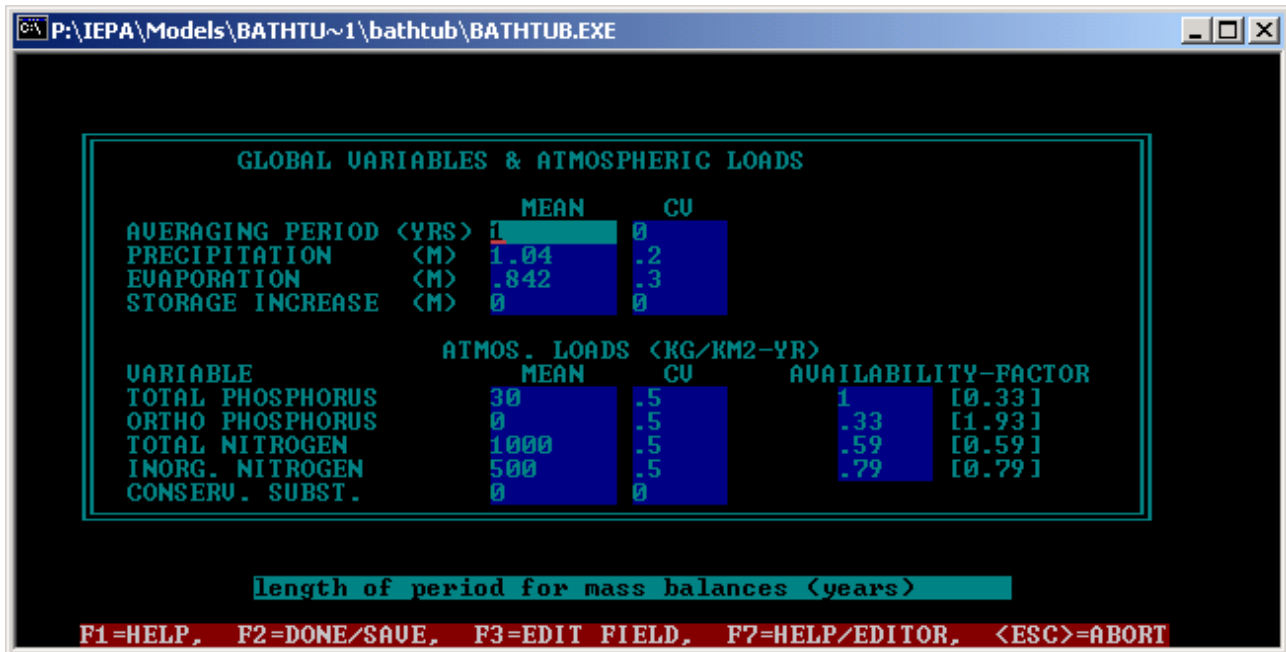 P:\IEPA\Models\BATHTU~1\bathtub\BATHTUB.EXE
GLOBAL VARIABLES & ATMOSPHERIC LOADS
MEAN CV
AVERAGING PERIOD (YRS) 1 0
PRECIPITATION (M) 1.04 .2
EVAPORATION (M) .842 .3
STORAGE INCREASE (M) 0 0
ATMOS. LOADS (KG/KM2-YR)
VARIABLE MEAN CV AVAILABILITY-FACTOR
TOTAL PHOSPHORUS 30 .5 1 [0.33]
ORTHO PHOSPHORUS 0 .5 .33 [1.93]
TOTAL NITROGEN 1000 .5 .59 [0.59]
INORG. NITROGEN 500 .5 .79 [0.79]
CONSERV. SUBST. 0 0
length of period for mass balances (years)
F1=HELP, F2=DONE/SAVE, F3=EDIT FIELD, F7=HELP/EDITOR, <ESC>=ABORT